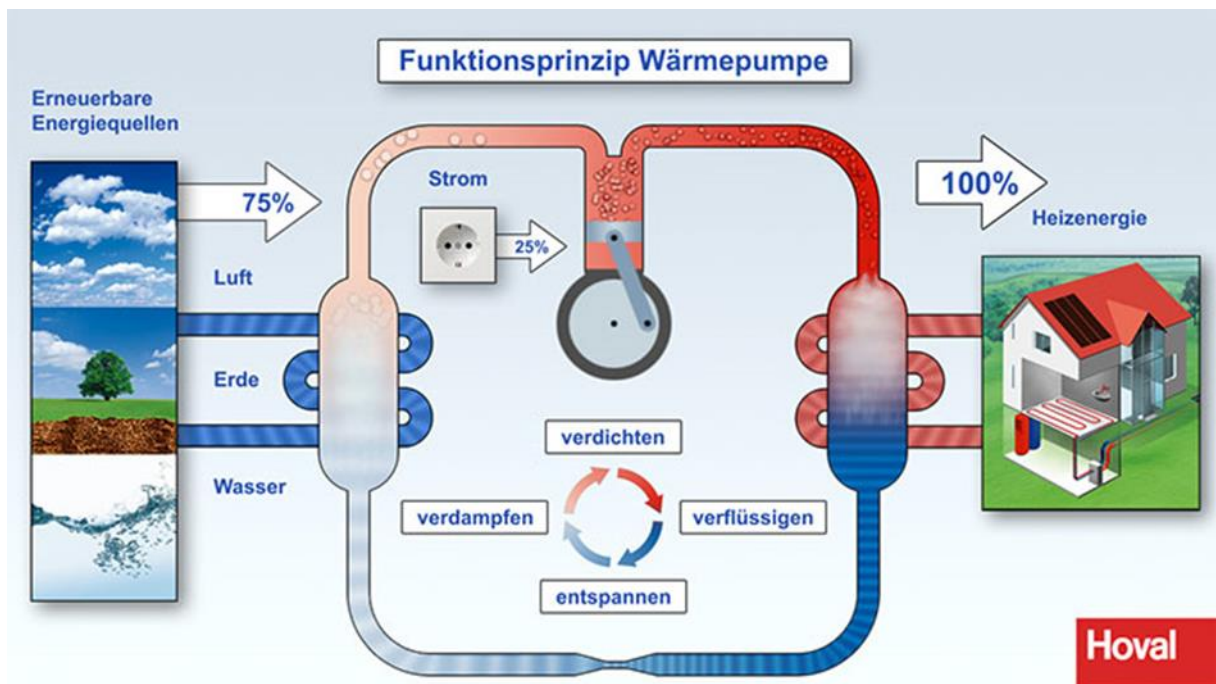 Funktionsprinzip Wärmepumpe
Erneuerbare
Energiequellen
75%
Strom
25%
100%
Heizenergie
Luft
Erde
Wasser
verdichten
verdampfen
verflüssigen
entspannen
Hoval